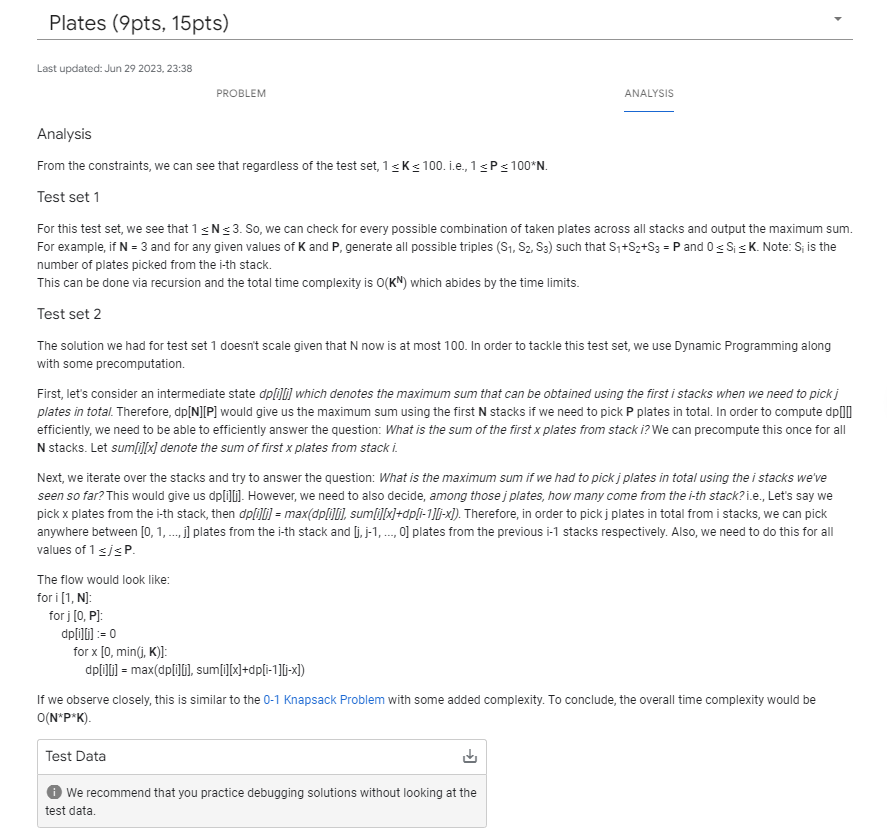 Plates (9pts, 15pts)
Last updated: Jun 29 2023, 23:38
PROBLEM
ANALYSIS
Analysis
From the constraints, we can see that regardless of the test set, 1 ≤ K ≤ 100. i.e., 1 ≤ P ≤ 100*N.
Test set 1
For this test set, we see that 1 ≤ N ≤ 3. So, we can check for every possible combination of taken plates across all stacks and output the maximum sum.
For example, if N = 3 and for any given values of K and P, generate all possible triples (S₁, S₂, S₃) such that S₁+S₂+S₃ = P and 0 ≤ Sᵢ ≤ K. Note: Sᵢ is the
number of plates picked from the i-th stack.
This can be done via recursion and the total time complexity is O(Kᴺ) which abides by the time limits.
Test set 2
The solution we had for test set 1 doesn't scale given that N now is at most 100. In order to tackle this test set, we use Dynamic Programming along
with some precomputation.
First, let's consider an intermediate state dp[i][j] which denotes the maximum sum that can be obtained using the first i stacks when we need to pick j
plates in total. Therefore, dp[N][P] would give us the maximum sum using the first N stacks if we need to pick P plates in total. In order to compute dp[][]
efficiently, we need to be able to efficiently answer the question: What is the sum of the first x plates from stack i? We can precompute this once for all
N stacks. Let sum[i][x] denote the sum of first x plates from stack i.
Next, we iterate over the stacks and try to answer the question: What is the maximum sum if we had to pick j plates in total using the i stacks we've
seen so far? This would give us dp[i][j]. However, we need to also decide, among those j plates, how many come from the i-th stack? i.e., Let's say we
pick x plates from the i-th stack, then dp[i][j] = max(dp[i][j], sum[i][x]+dp[i-1][j-x]). Therefore, in order to pick j plates in total from i stacks, we can pick
anywhere between [0, 1, ..., j] plates from the i-th stack and [j, j-1, ..., 0] plates from the previous i-1 stacks respectively. Also, we need to do this for all
values of 1 ≤ j ≤ P.
The flow would look like:
for i [1, N]:
for j [0, P]:
dp[i][j] := 0
for x [0, min(j, K)]:
dp[i][j] = max(dp[i][j], sum[i][x]+dp[i-1][j-x])
If we observe closely, this is similar to the 0-1 Knapsack Problem with some added complexity. To conclude, the overall time complexity would be
O(N*P*K).
Test Data
We recommend that you practice debugging solutions without looking at the
test data.